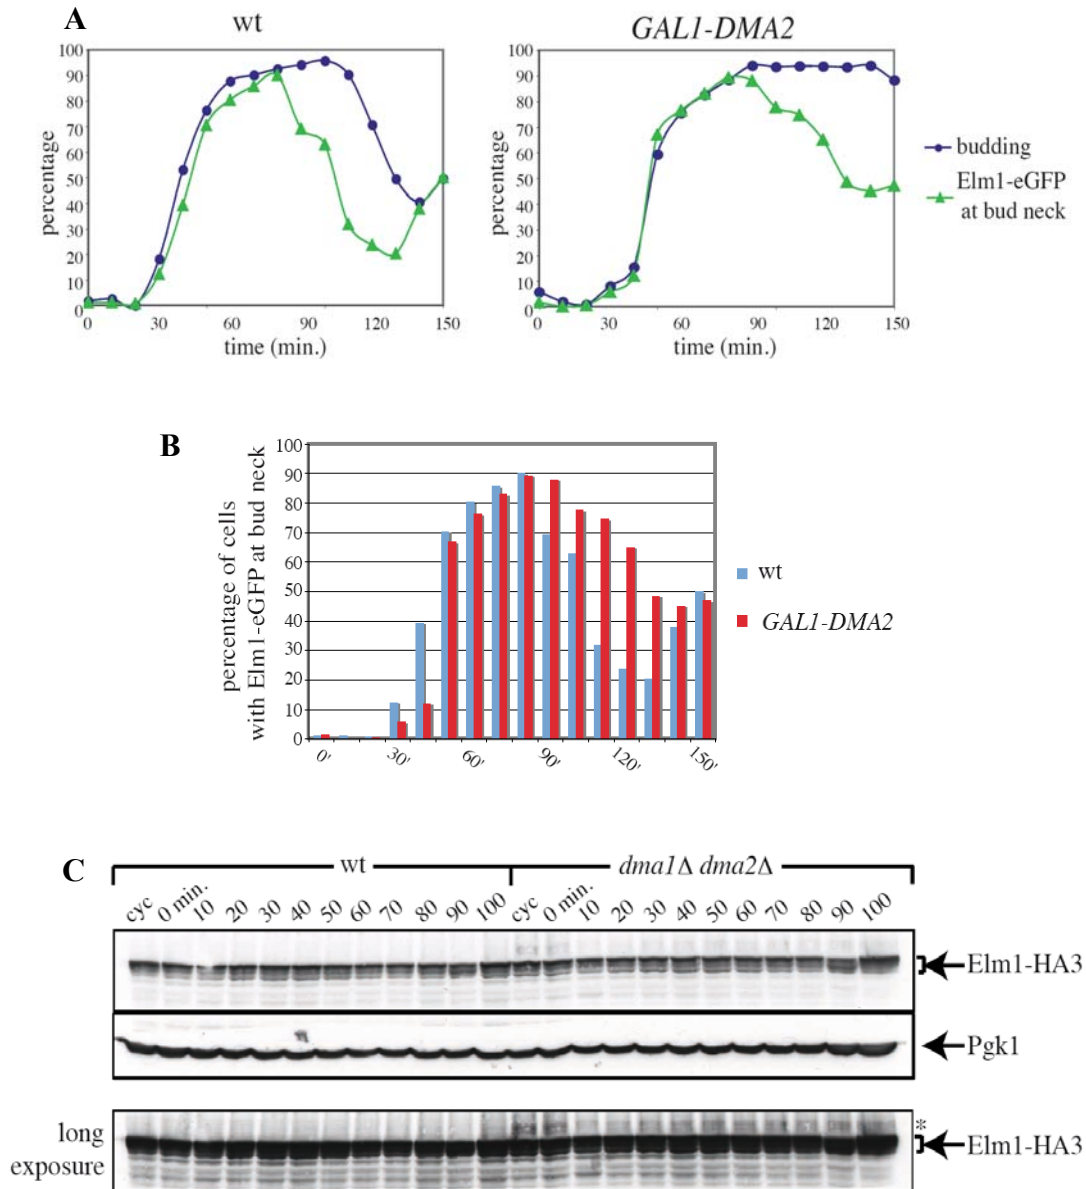 A
wt
GAL1-DMA2
100
90
80
70
60
50
40
30
20
10
0
percentage
0 30 60 90 120 150
time (min.)
100
90
80
70
60
50
40
30
20
10
0
percentage
0 30 60 90 120 150
time (min.)
budding
Elm1-eGFP
at bud neck
B
percentage of cells
with Elm1-eGFP at bud neck
100
90
80
70
60
50
40
30
20
10
0
0' 30' 60' 90' 120' 150'
wt
GAL1-DMA2
C
wt
dma1Δ dma2Δ
cyc 0 min. 10 20 30 40 50 60 70 80 90 100 cyc 0 min. 10 20 30 40 50 60 70 80 90 100
Elm1-HA3
Pgk1
long
exposure
*
Elm1-HA3